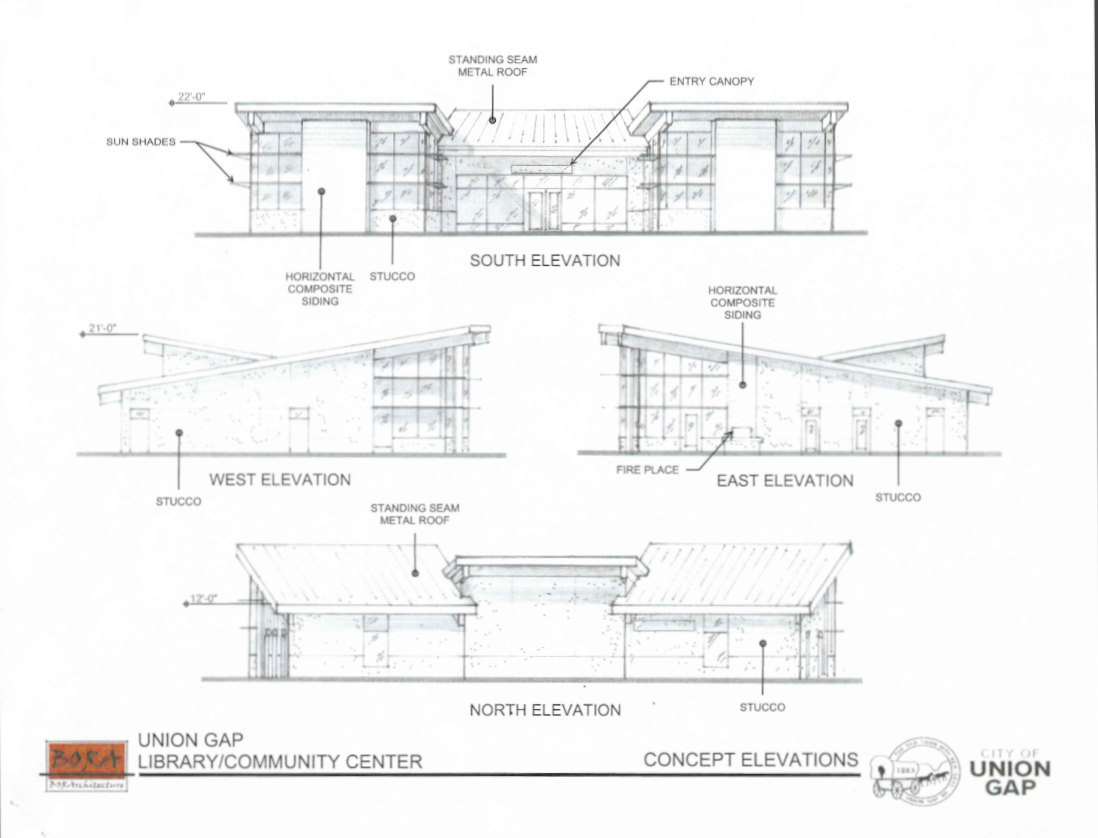 STANDING SEAM
METAL ROOF
ENTRY CANOPY
22'-0"
SUN SHADES
SOUTH ELEVATION
HORIZONTAL
COMPOSITE
SIDING
STUCCO
HORIZONTAL
COMPOSITE
SIDING
21'-0"
FIRE PLACE
WEST ELEVATION
EAST ELEVATION
STUCCO
STUCCO
STANDING SEAM
METAL ROOF
12'-0"
NORTH ELEVATION
STUCCO
BORA
BORArchitecture
UNION GAP
LIBRARY/COMMUNITY CENTER
CONCEPT ELEVATIONS
1883
CITY OF
UNION
GAP